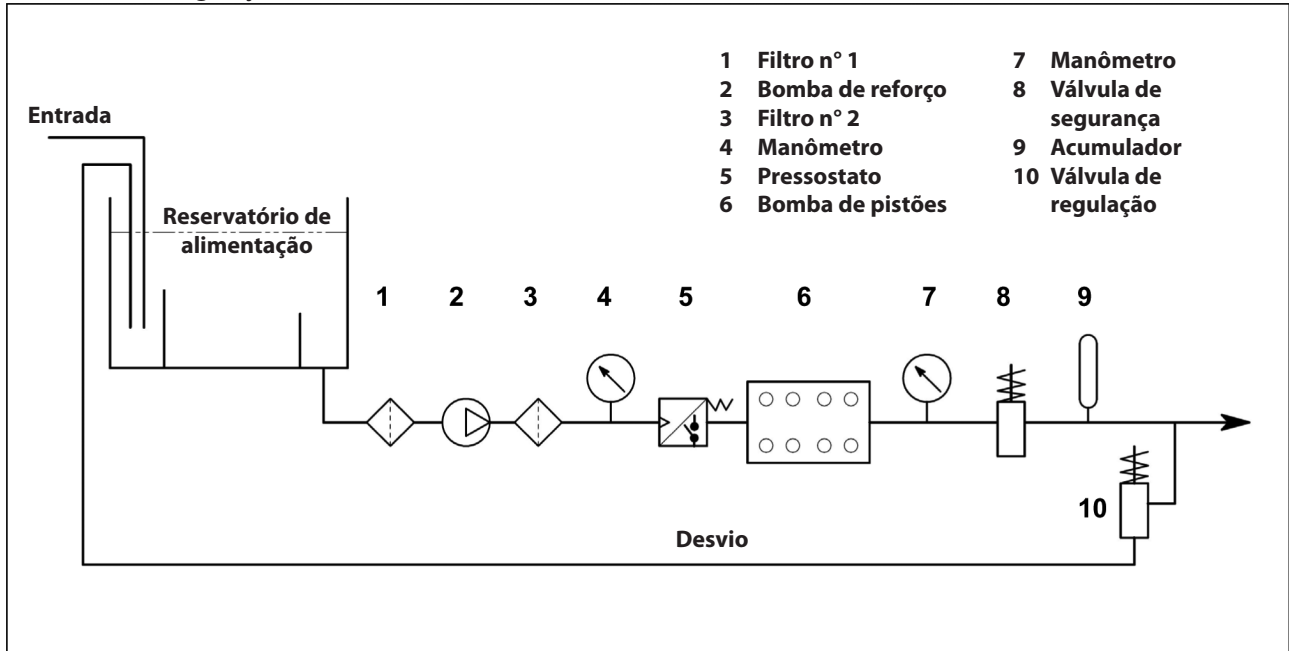 1 Filtro n° 1
2 Bomba de reforço
3 Filtro n° 2
4 Manômetro
5 Pressostato
6 Bomba de pistões
7 Manômetro
8 Válvula de
segurança
9 Acumulador
10 Válvula de
regulação
Entrada
Reservatório de
alimentação
1 2 3 4 5 6 7 8 9
10
Desvio